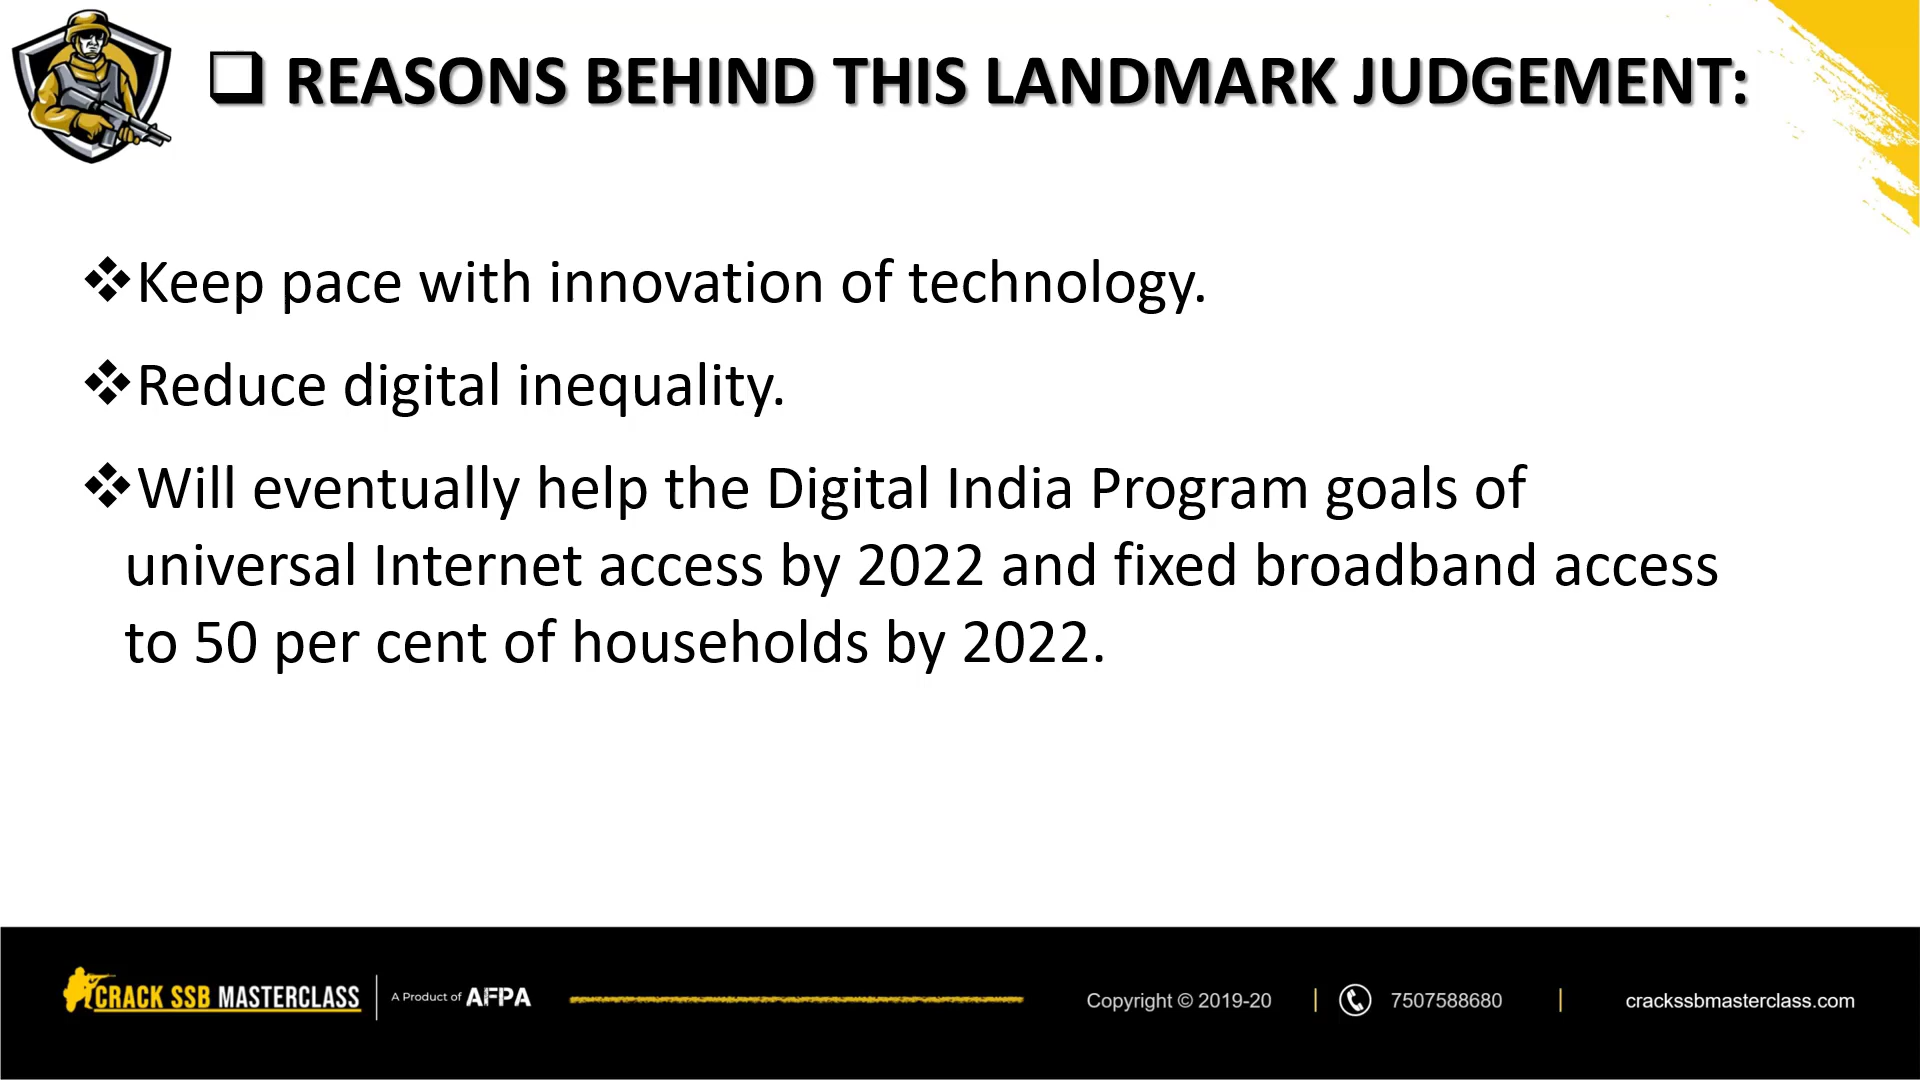 ❑ REASONS BEHIND THIS LANDMARK JUDGEMENT:
❖Keep pace with innovation of technology.
❖Reduce digital inequality.
❖Will eventually help the Digital India Program goals of
universal Internet access by 2022 and fixed broadband access
to 50 per cent of households by 2022.
CRACK SSB MASTERCLASS A Product of AFPA Copyright © 2019-20 | 7507588680 | crackssbmasterclass.com